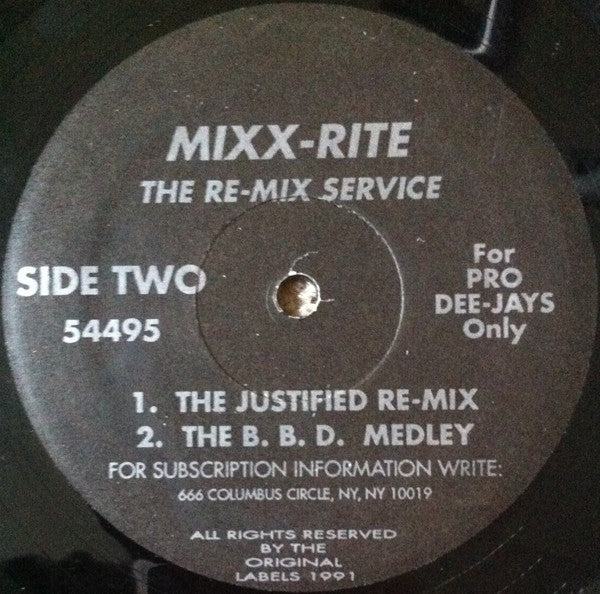 MIXX-RITE
THE RE-MIX SERVICE
SIDE TWO
54495
For
PRO
DEE-JAYS
Only
1. THE JUSTIFIED RE-MIX
2. THE B. B. D. MEDLEY
FOR SUBSCRIPTION INFORMATION WRITE:
666 COLUMBUS CIRCLE, NY, NY 10019
ALL RIGHTS RESERVED
BY THE
ORIGINAL
LABELS 1991